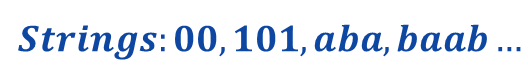 Strings: 00, 101, aba, baab ...